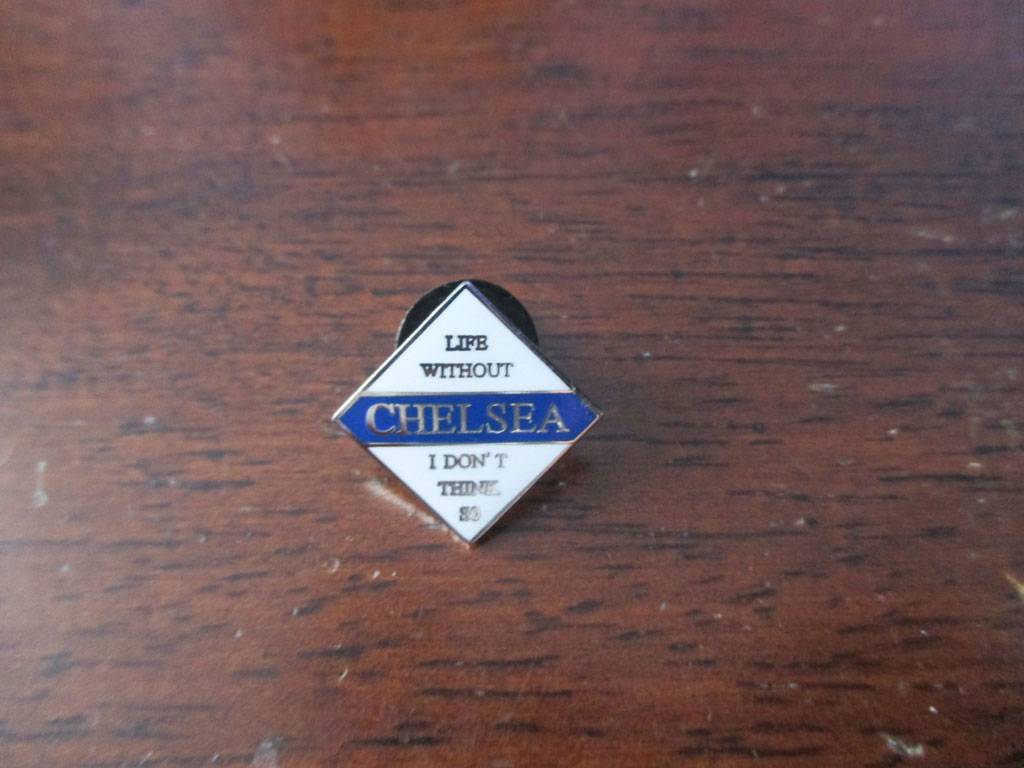 LIFE
WITHOUT
CHELSEA
I DON'T
THINK
SO